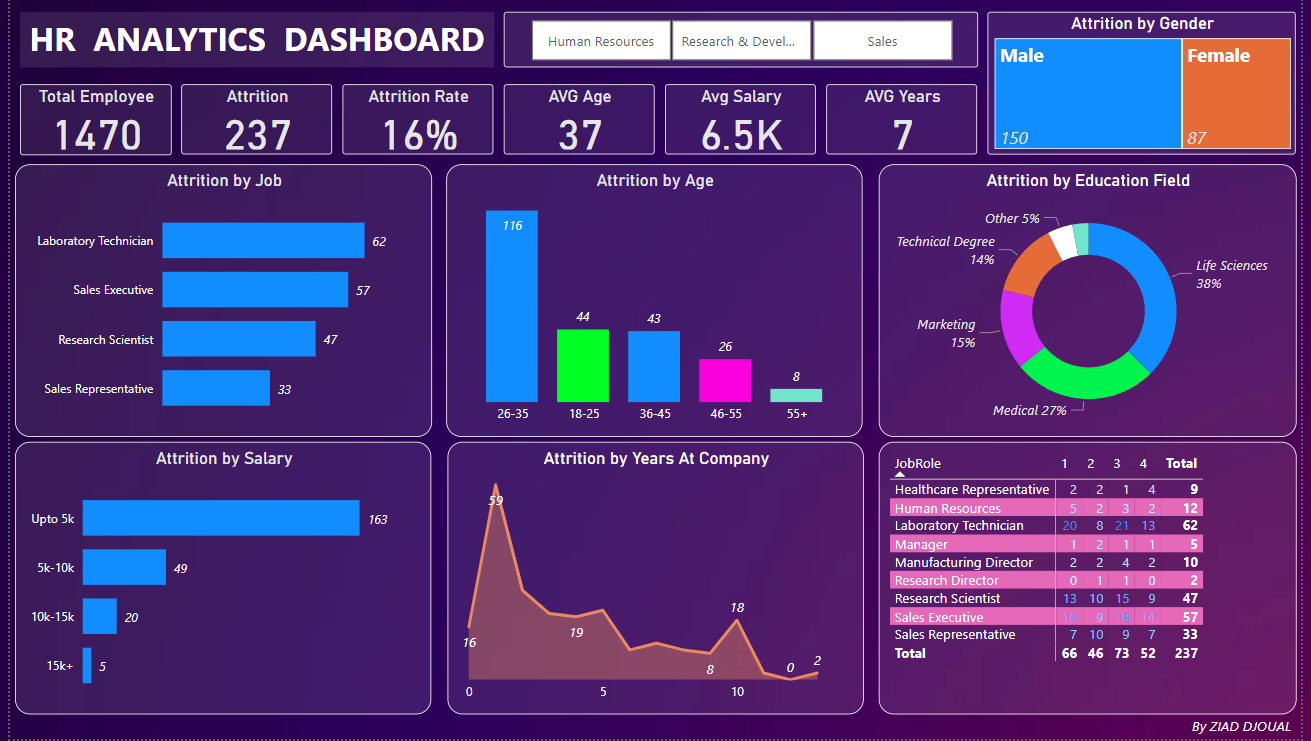 HR ANALYTICS DASHBOARD
Human Resources
Research & Devel...
Sales
Attrition by Gender
Male
150
Female
87
Total Employee
1470
Attrition
237
Attrition Rate
16%
AVG Age
37
Avg Salary
6.5K
AVG Years
7
Attrition by Job
Laboratory Technician 62
Sales Executive 57
Research Scientist 47
Sales Representative 33
Attrition by Age
116
44
43
26
8
26-35 18-25 36-45 46-55 55+
Attrition by Education Field
Other 5%
Technical Degree
14%
Life Sciences
38%
Marketing
15%
Medical 27%
Attrition by Salary
Upto 5k 163
5k-10k 49
10k-15k 20
15k+ 5
Attrition by Years At Company
59
16
19
8
18
0
2
0 5 10
JobRole 1 2 3 4 Total
Healthcare Representative 2 2 1 4 9
Human Resources 5 2 3 2 12
Laboratory Technician 20 8 21 13 62
Manager 1 2 1 1 5
Manufacturing Director 2 2 4 2 10
Research Director 0 1 1 0 2
Research Scientist 13 10 15 9 47
Sales Executive 16 9 18 14 57
Sales Representative 7 10 9 7 33
Total 66 46 73 52 237
By ZIAD DJOUAL